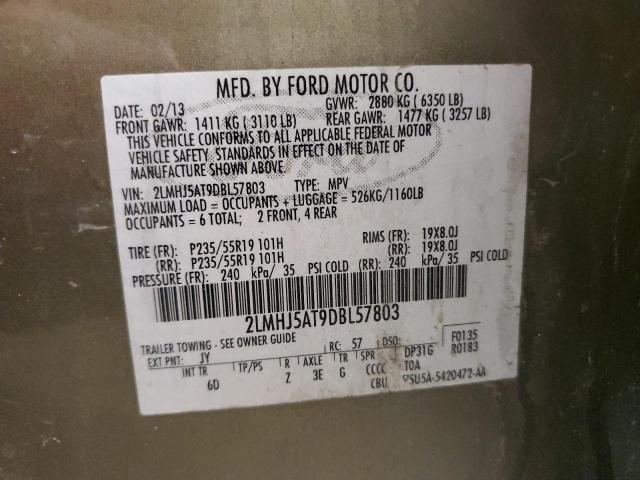 MFD. BY FORD MOTOR CO.
DATE: 02/13 GVWR: 2880 KG ( 6350 LB)
FRONT GAWR: 1411 KG ( 3110 LB) REAR GAWR: 1477 KG ( 3257 LB)
THIS VEHICLE CONFORMS TO ALL APPLICABLE FEDERAL MOTOR
VEHICLE SAFETY STANDARDS IN EFFECT ON THE DATE OF
MANUFACTURE SHOWN ABOVE
VIN: 2LMHJ5AT9DBL57803 TYPE: MPV
MAXIMUM LOAD = OCCUPANTS + LUGGAGE = 526KG/1160LB
OCCUPANTS = 6 TOTAL; 2 FRONT, 4 REAR
TIRE (FR): P235/55R19 101H RIMS (FR): 19X8.0J
(RR): P235/55R19 101H (RR): 19X8.0J
PRESSURE (FR): 240 kPa/ 35 PSI COLD (RR): 240 kPa/ 35 PSI COLD
2LMHJ5AT9DBL57803
TRAILER TOWING - SEE OWNER GUIDE
EXT PNT: JY RC: 57 DSO: F0135
INT TR TP/PS R AXLE TR SPR DP31G R0183
6D Z 3E G CCCC TOA
CBU 5U5A-5420472-AA